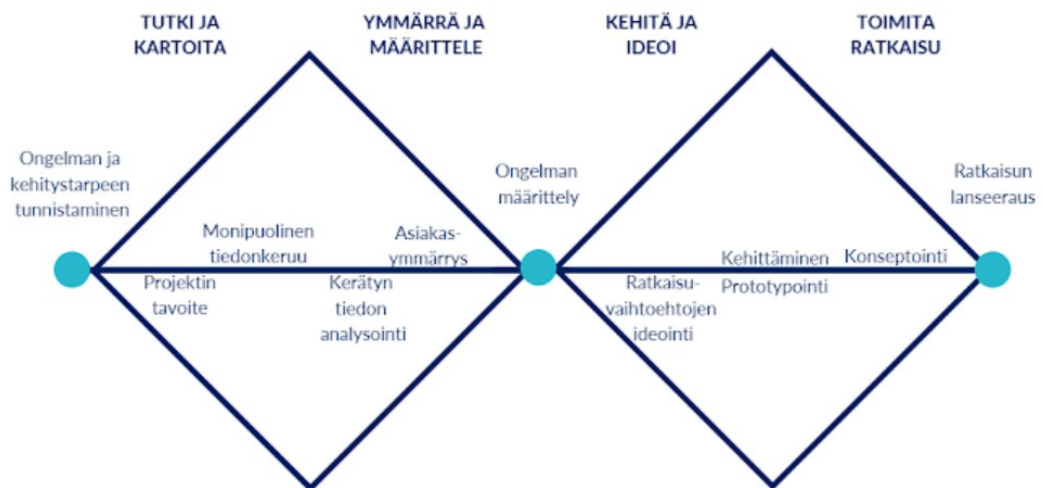 TUTKI JA
KARTOITA
YMMÄRRÄ JA
MÄÄRITTELE
KEHITÄ JA
IDEOI
TOIMITA
RATKAISU
Ongelman ja
kehitystarpeen
tunnistaminen
Monipuolinen
tiedonkeruu
Projektin
tavoite
Asiakas-
ymmärrys
Kerätyn
tiedon
analysointi
Ongelman
määrittely
Ratkaisu-
vaihtoehtojen
ideointi
Kehittäminen
Prototypointi
Konseptointi
Ratkaisun
lanseeraus